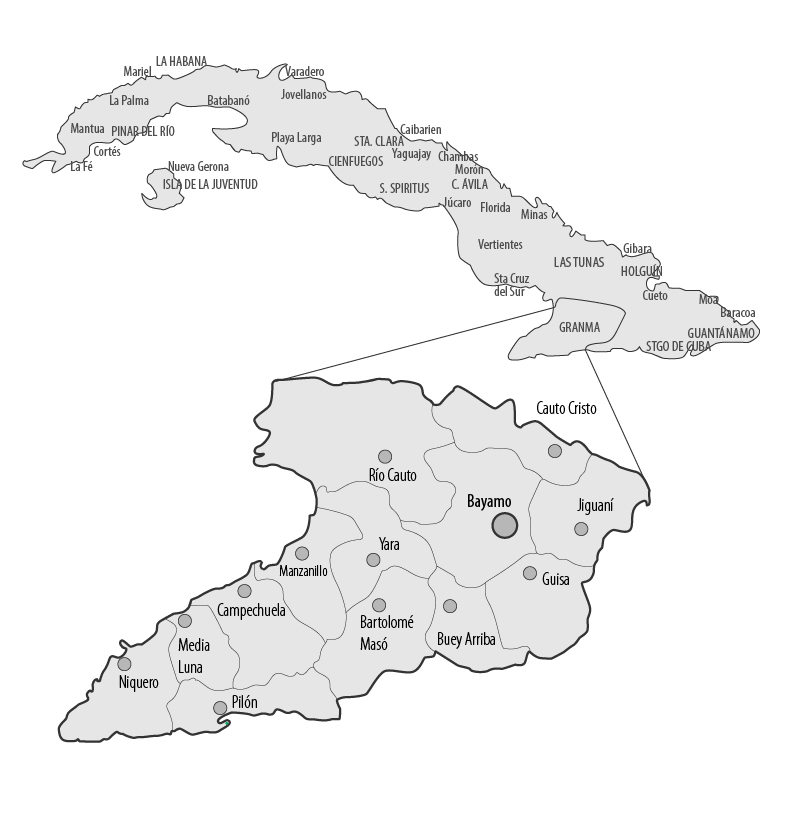 LA HABANA
Mariel
Varadero
La Palma
Batabanó
Jovellanos
Mantua
PINAR DEL RÍO
Playa Larga
STA. CLARA
Caibarien
Cortés
CIENFUEGOS
Yaguajay
Chambas
La Fé
Nueva Gerona
Morón
ISLA DE LA JUVENTUD
S. SPIRITUS
C. ÁVILA
Júcaro
Florida
Minas
Vertientes
Gibara
LAS TUNAS
HOLGUÍN
Sta Cruz
del Sur
Cueto
Moa
Baracoa
GRANMA
GUANTÁNAMO
STGO DE CUBA
Cauto Cristo
Río Cauto
Bayamo
Jiguaní
Yara
Manzanillo
Guisa
Campechuela
Bartolomé
Masó
Buey Arriba
Media
Luna
Niquero
Pilón